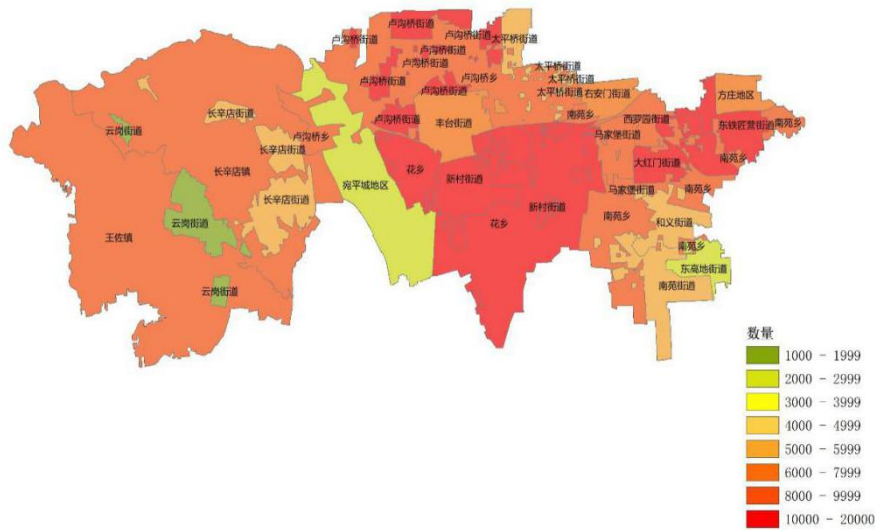 卢沟桥街道
卢沟桥街道
太平桥街道
卢沟桥街道
卢沟桥街道
卢沟桥街道
太平桥街道
卢沟桥街道
卢沟桥乡
太平桥街道
卢沟桥街道
太平桥街道
右安门街道
方庄地区
长辛店街道
卢沟桥街道
南苑乡
西罗园街道
云岗街道
丰台街道
东铁匠营街道
南苑乡
卢沟桥乡
马家堡街道
长辛店街道
大红门街道
南苑乡
长辛店镇
花乡
宛平城地区
新村街道
马家堡街道
南苑乡
长辛店街道
新村街道
云岗街道
花乡
南苑乡
和义街道
王佐镇
南苑乡
东高地街道
云岗街道
南苑街道
数量
1000 - 1999
2000 - 2999
3000 - 3999
4000 - 4999
5000 - 5999
6000 - 7999
8000 - 9999
10000 - 20000